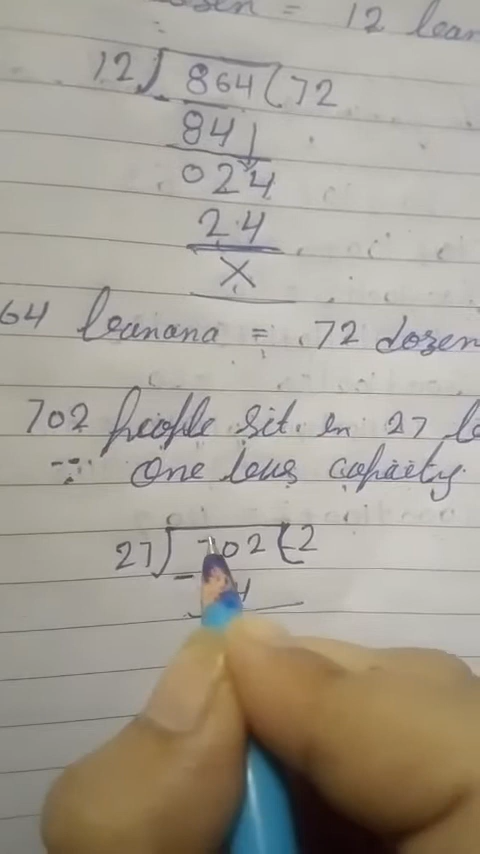 = 12
12) 864 (72
84↓
024
24
X
64 banana = 72 dozen
702 people sit in 27
∵ One bus capacity
27) 702 (2
4